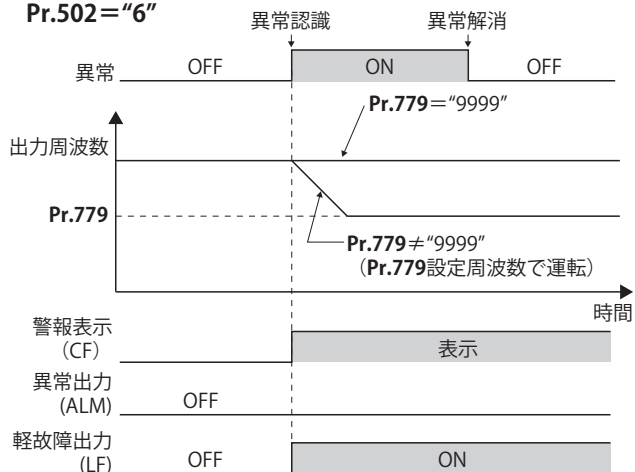 Pr.502＝“6”
異常認識
異常解消
異常 OFF ON OFF
Pr.779＝“9999”
出力周波数
Pr.779
Pr.779≠“9999”
（Pr.779設定周波数で運転）
時間
警報表示
（CF）
表示
異常出力
(ALM)
OFF
軽故障出力
(LF)
OFF ON